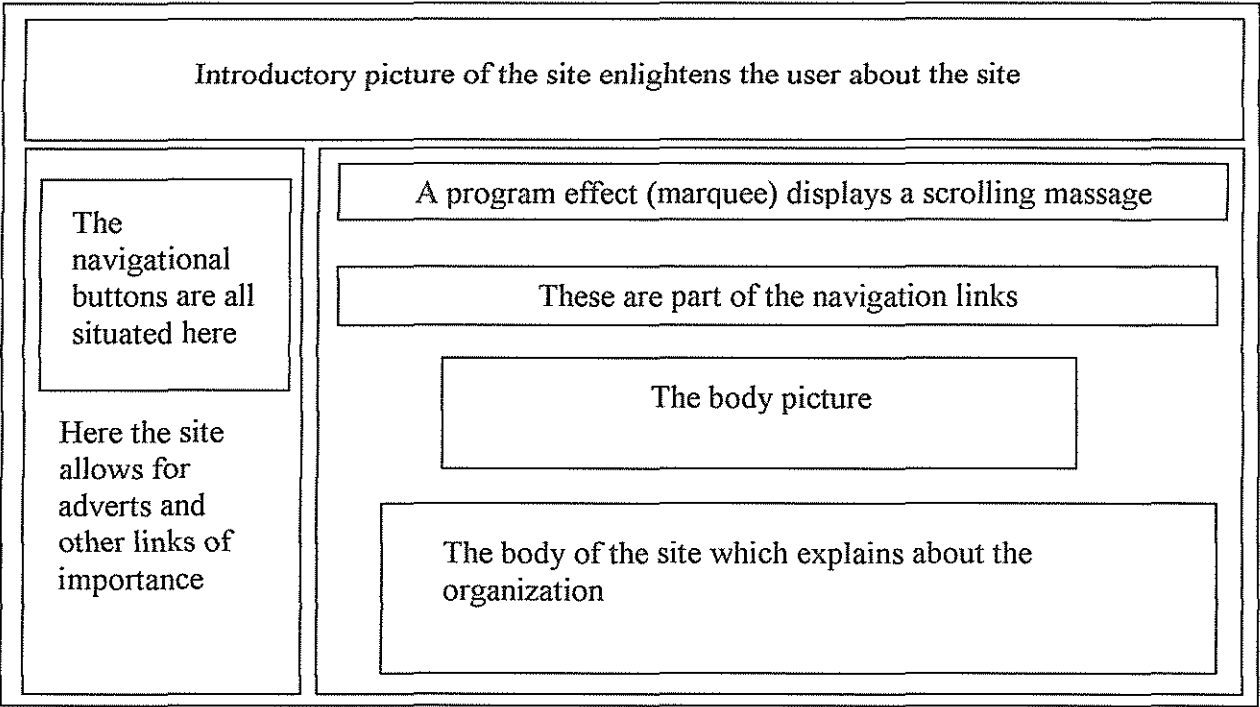 Introductory picture of the site enlightens the user about the site
The
navigational
buttons are all
situated here
Here the site
allows for
adverts and
other links of
importance
A program effect (marquee) displays a scrolling massage
These are part of the navigation links
The body picture
The body of the site which explains about the
organization